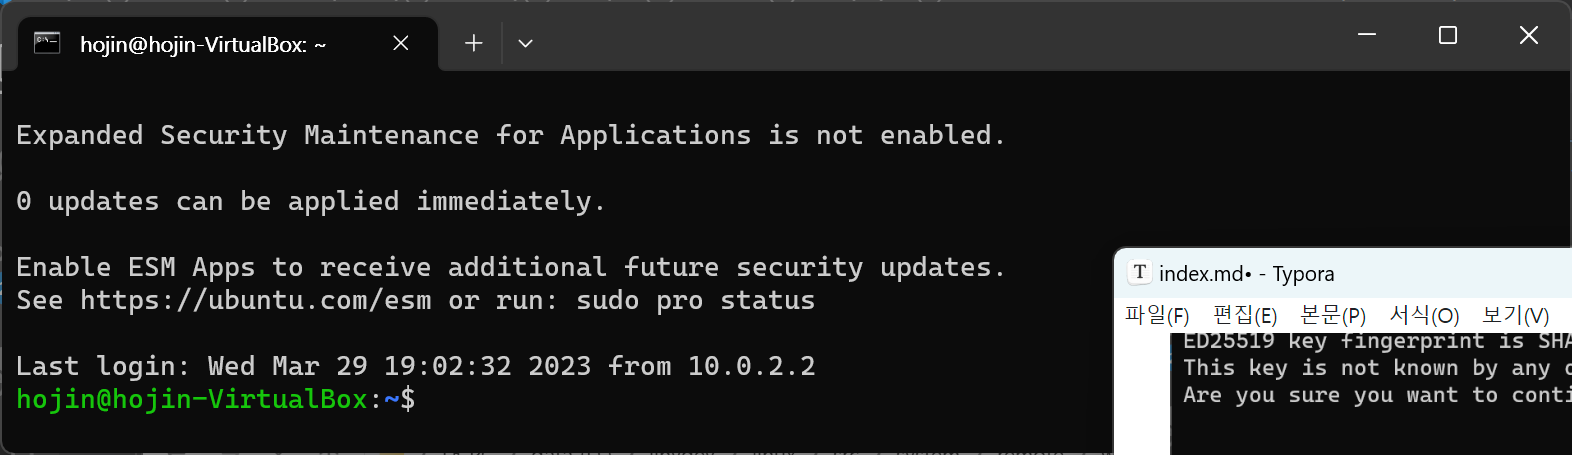 hojin@hojin-VirtualBox: ~
Expanded Security Maintenance for Applications is not enabled.
0 updates can be applied immediately.
Enable ESM Apps to receive additional future security updates.
See https://ubuntu.com/esm or run: sudo pro status
Last login: Wed Mar 29 19:02:32 2023 from 10.0.2.2
hojin@hojin-VirtualBox:~$
index.md• - Typora
파일(F) 편집(E) 본문(P) 서식(O) 보기(V)
ED25519 key fingerprint is SHA
This key is not known by any
Are you sure you want to conti